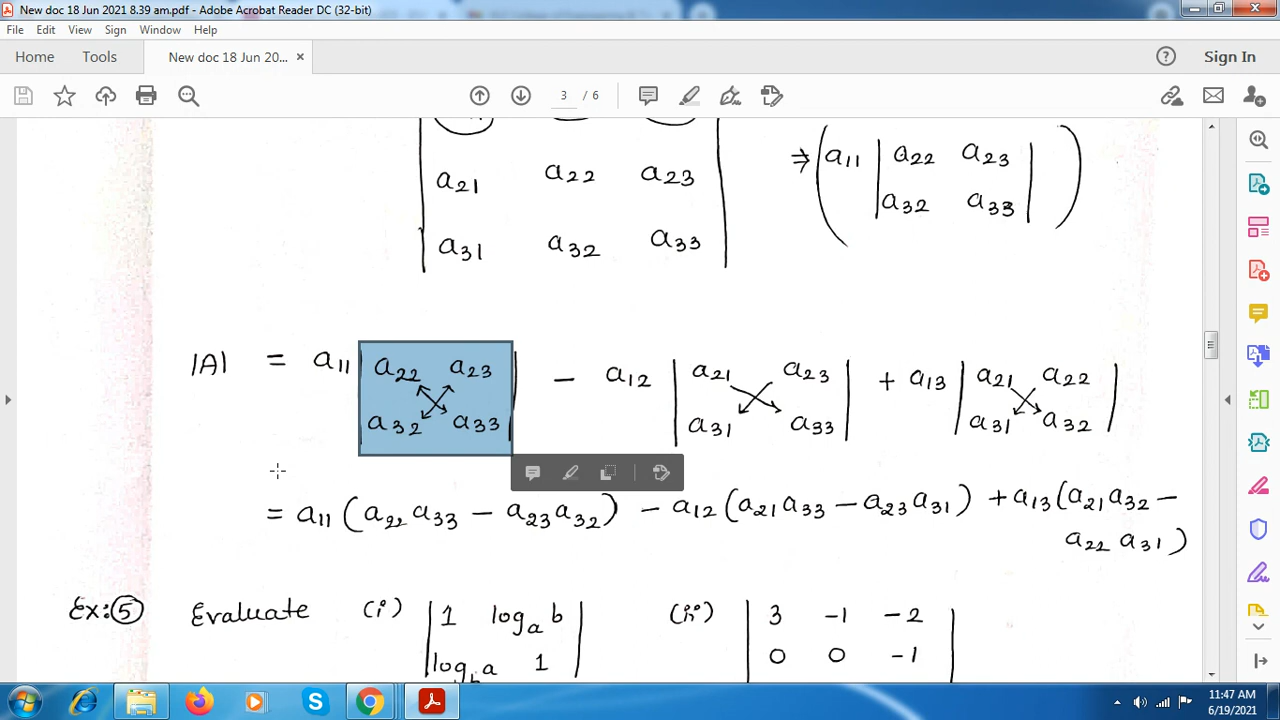 New doc 18 Jun 2021 8.39 am.pdf - Adobe Acrobat Reader DC (32-bit)
File Edit View Sign Window Help
Home Tools New doc 18 Jun 20... × Sign In
3 / 6
a21 a22 a23
a31 a32 a33
⇒ ( a11 | a22 a23 |
| a32 a33 | )
|A| = a11 | a22 a23 | − a12 | a21 a23 | + a13 | a21 a22 |
| a32 a33 | | a31 a33 | | a31 a32 |
= a11 (a22 a33 − a23 a32) − a12 (a21 a33 − a23 a31) + a13 (a21 a32 −
a22 a31)
Ex: 5 Evaluate (i) | 1 log_a b | (ii) | 3 -1 -2 |
| log_b a 1 | | 0 0 -1 |
11:47 AM
6/19/2021